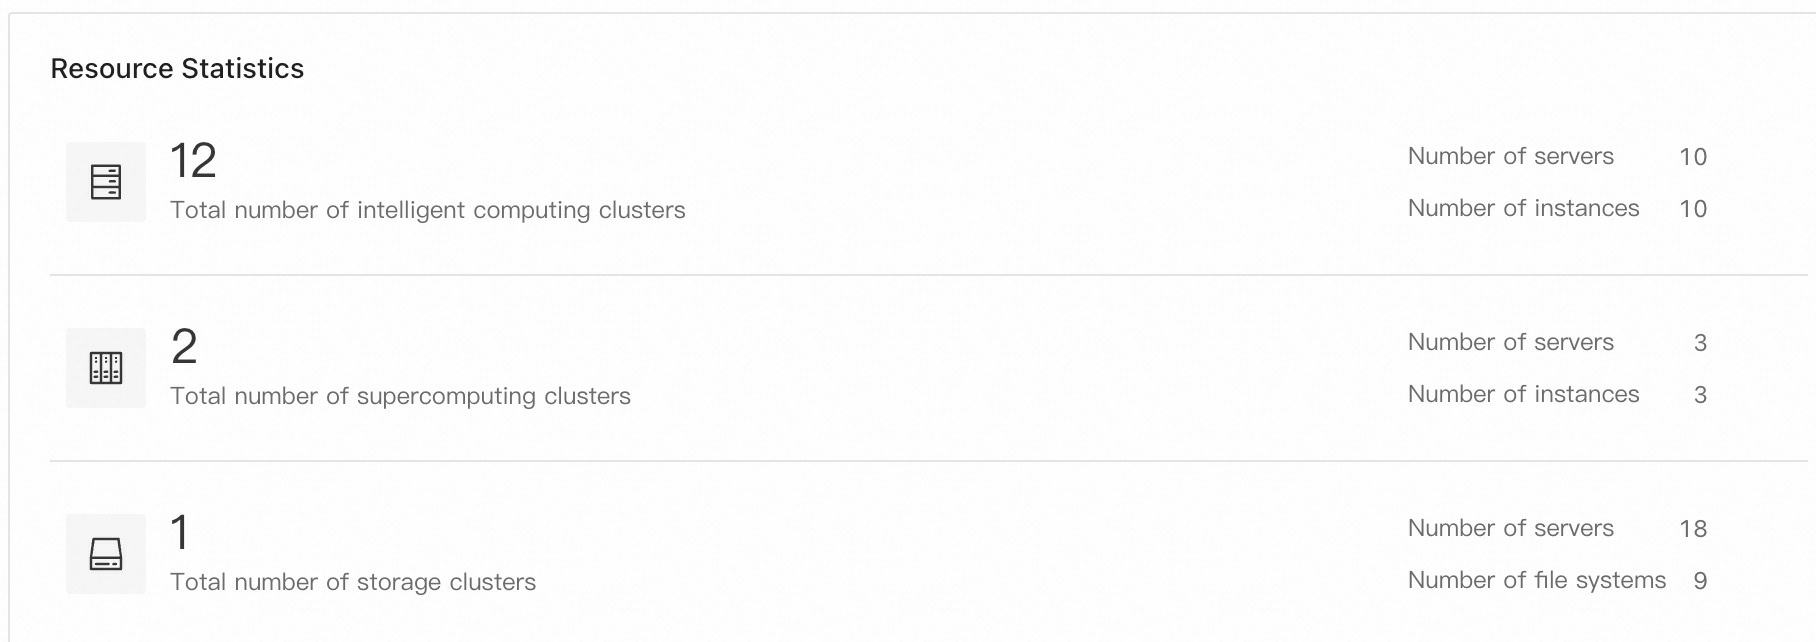 Resource Statistics
12
Total number of intelligent computing clusters
Number of servers 10
Number of instances 10
2
Total number of supercomputing clusters
Number of servers 3
Number of instances 3
1
Total number of storage clusters
Number of servers 18
Number of file systems 9